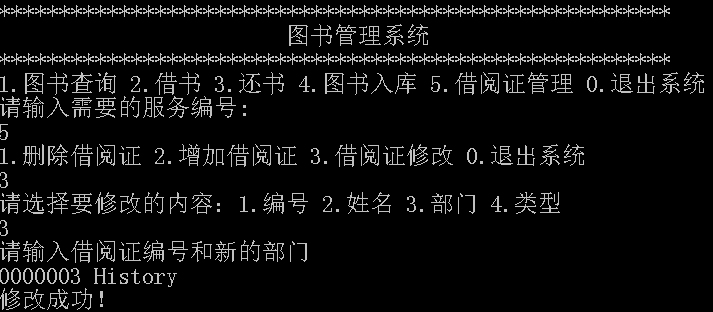 ************************************************************
图书管理系统
************************************************************
1.图书查询 2.借书 3.还书 4.图书入库 5.借阅证管理 0.退出系统
请输入需要的服务编号:
5
1.删除借阅证 2.增加借阅证 3.借阅证修改 0.退出系统
3
请选择要修改的内容: 1.编号 2.姓名 3.部门 4.类型
3
请输入借阅证编号和新的部门
0000003 History
修改成功!